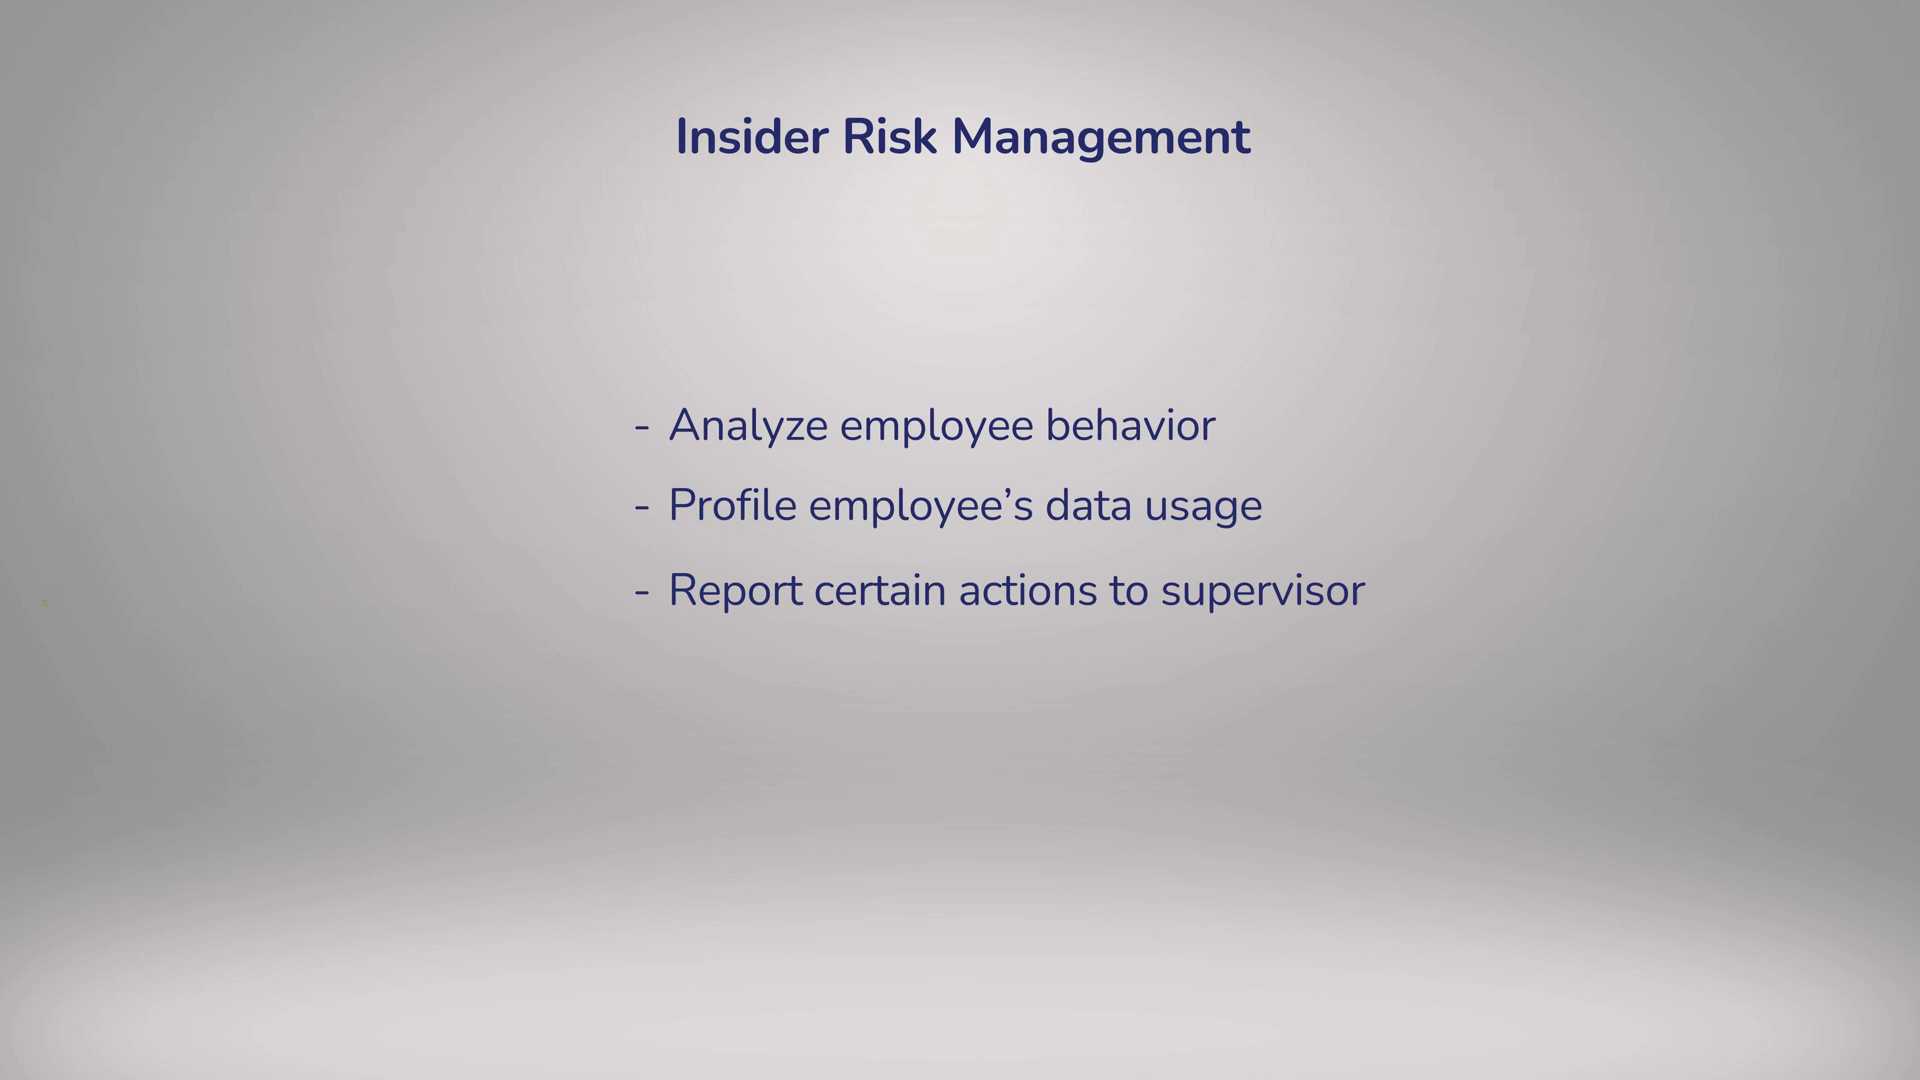 Insider Risk Management
- Analyze employee behavior
- Profile employee’s data usage
- Report certain actions to supervisor